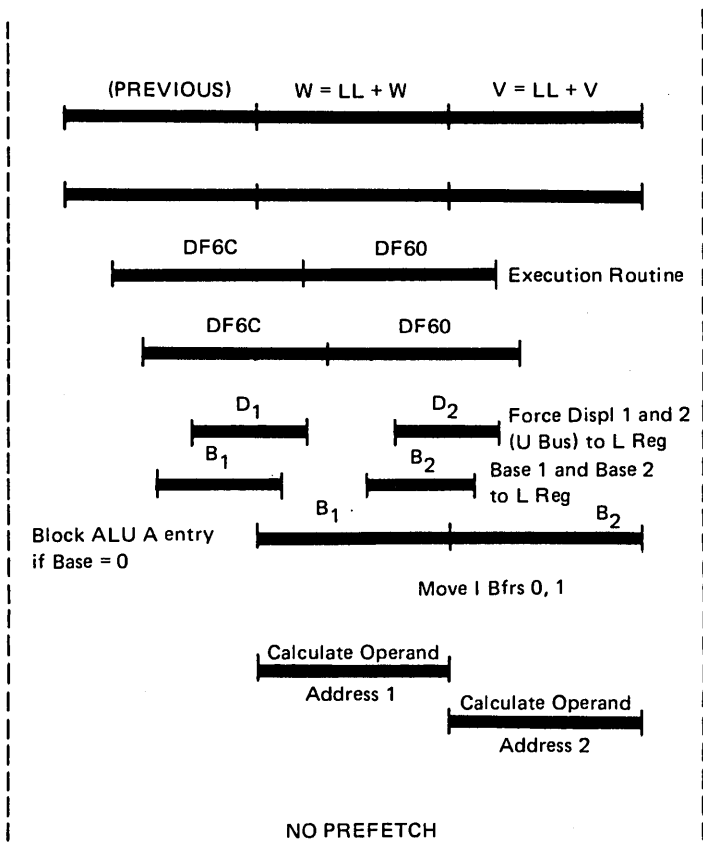 (PREVIOUS) W = LL + W V = LL + V
DF6C DF60
Execution Routine
DF6C DF60
D1 D2 Force Displ 1 and 2
(U Bus) to L Reg
B1 B2 Base 1 and Base 2
to L Reg
B1 B2
Block ALU A entry
if Base = 0
Move I Bfrs 0, 1
Calculate Operand
Address 1
Calculate Operand
Address 2
NO PREFETCH